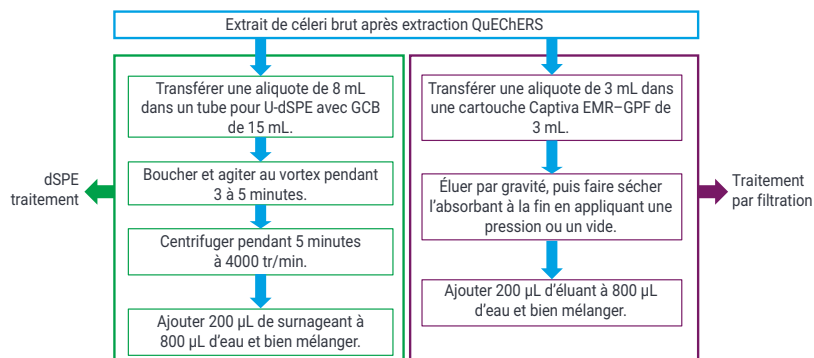 Extrait de céleri brut après extraction QuEChERS
Transférer une aliquote de 8 mL
dans un tube pour U-dSPE avec GCB
de 15 mL.
Boucher et agiter au vortex pendant
3 à 5 minutes.
Centrifuger pendant 5 minutes
à 4000 tr/min.
Ajouter 200 µL de surnageant à
800 µL d'eau et bien mélanger.
dSPE
traitement
Transférer une aliquote de 3 mL dans
une cartouche Captiva EMR–GPF de
3 mL.
Éluer par gravité, puis faire sécher
l'absorbant à la fin en appliquant une
pression ou un vide.
Ajouter 200 µL d'éluant à 800 µL
d'eau et bien mélanger.
Traitement
par filtration